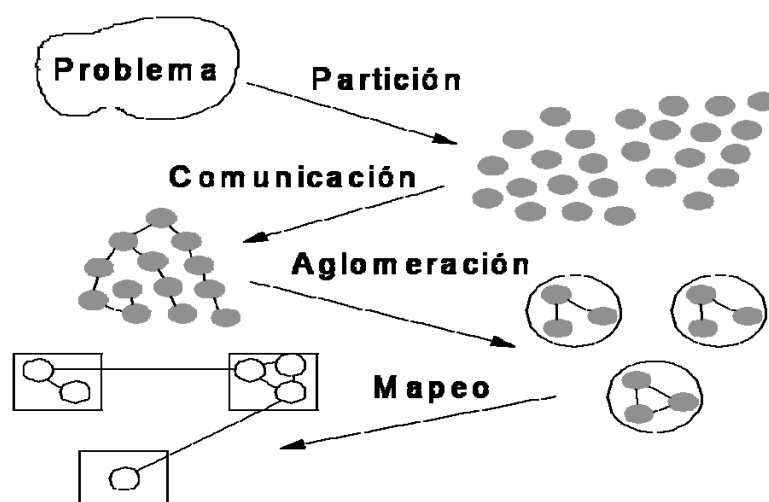 Problema
Partición
Comunicación
Aglomeración
Mapeo